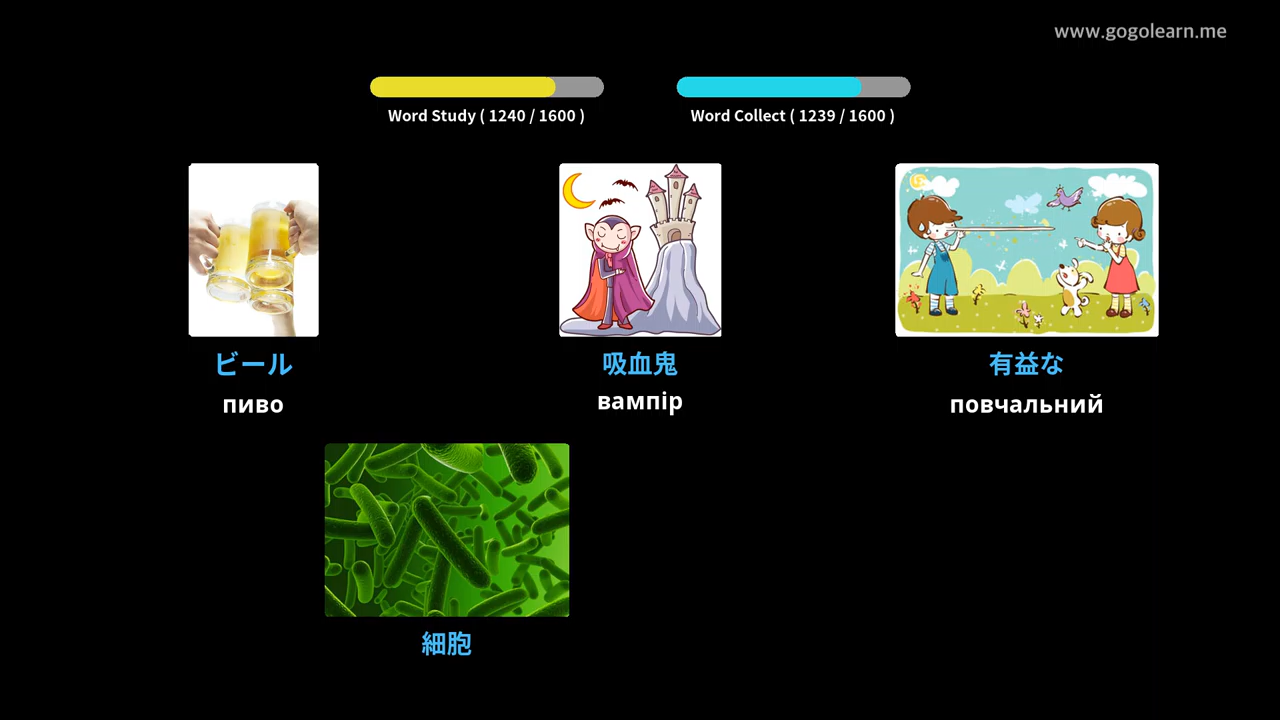 www.gogolearn.me
Word Study ( 1240 / 1600 )
Word Collect ( 1239 / 1600 )
ビール
吸血鬼
有益な
пиво
вампір
повчальний
細胞